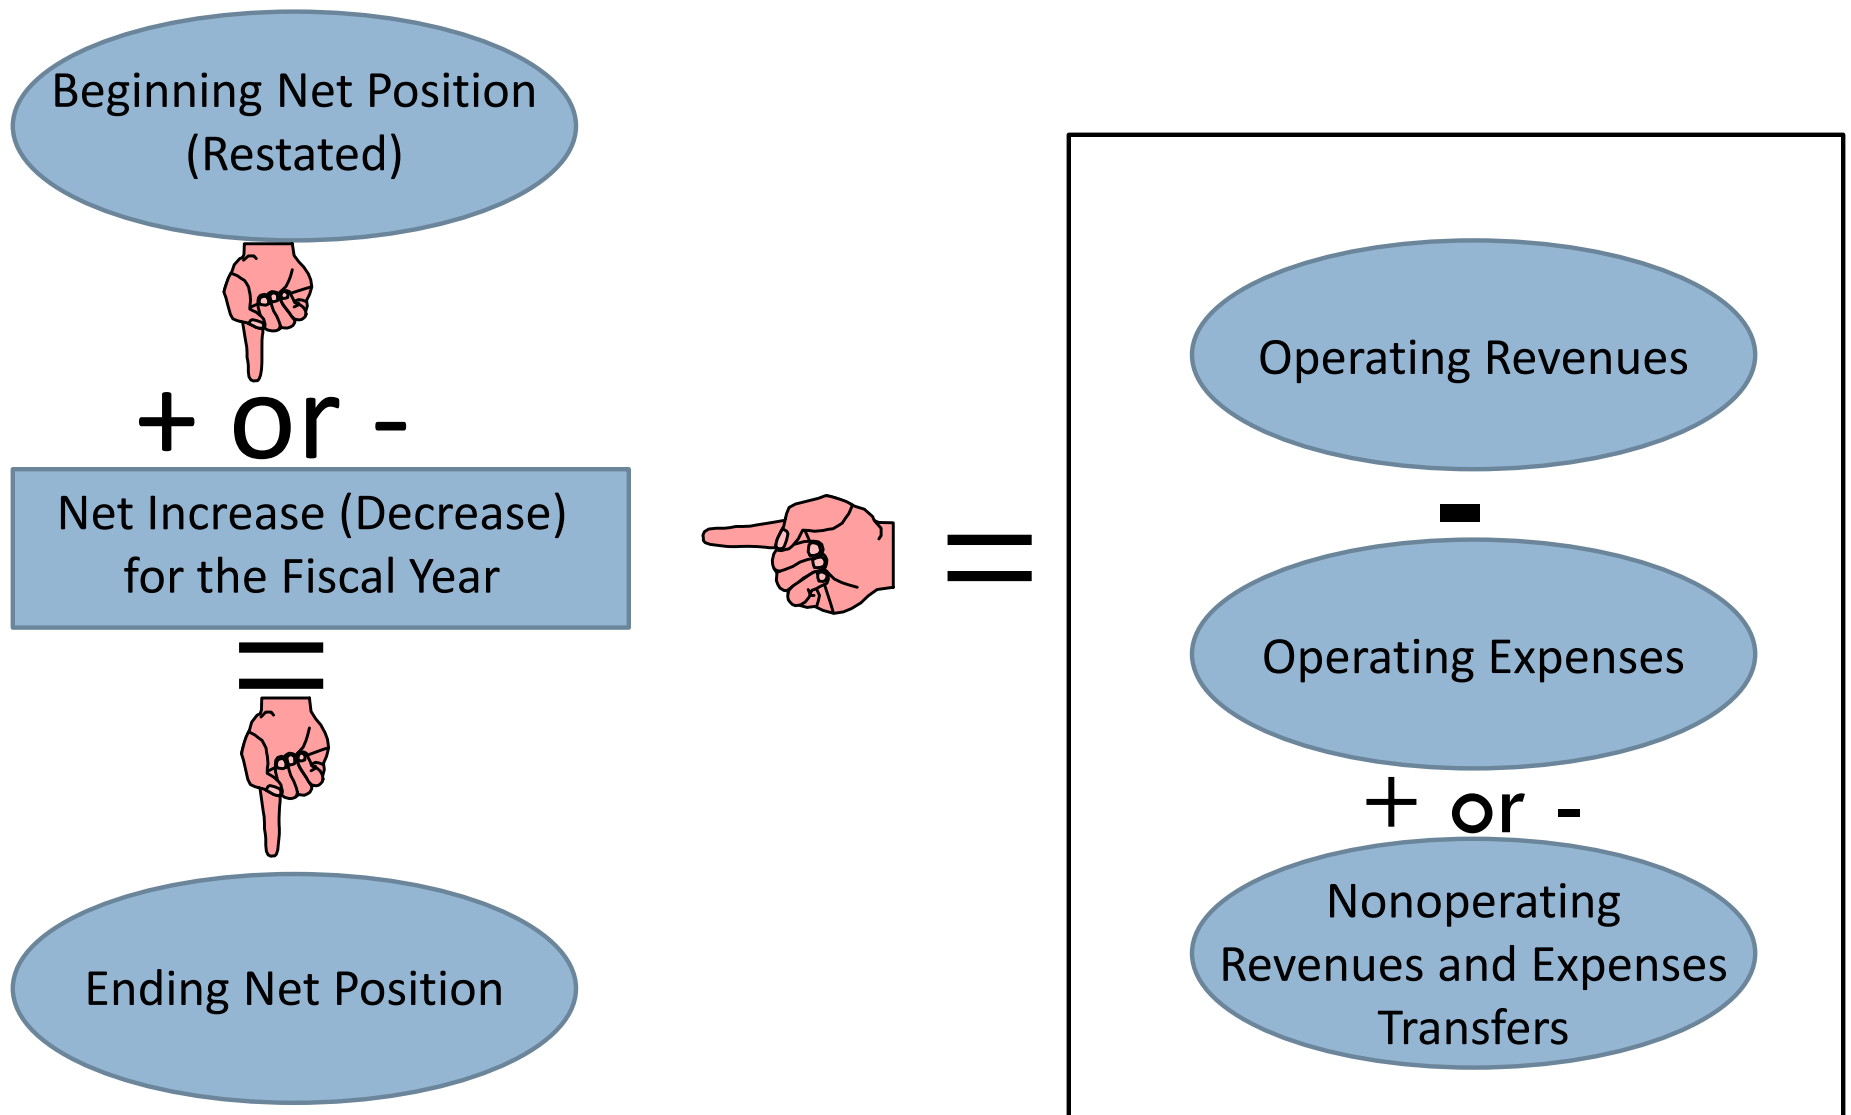 Beginning Net Position
(Restated)
+ or -
Net Increase (Decrease)
for the Fiscal Year
=
Ending Net Position
=
Operating Revenues
-
Operating Expenses
+ or -
Nonoperating
Revenues and Expenses
Transfers